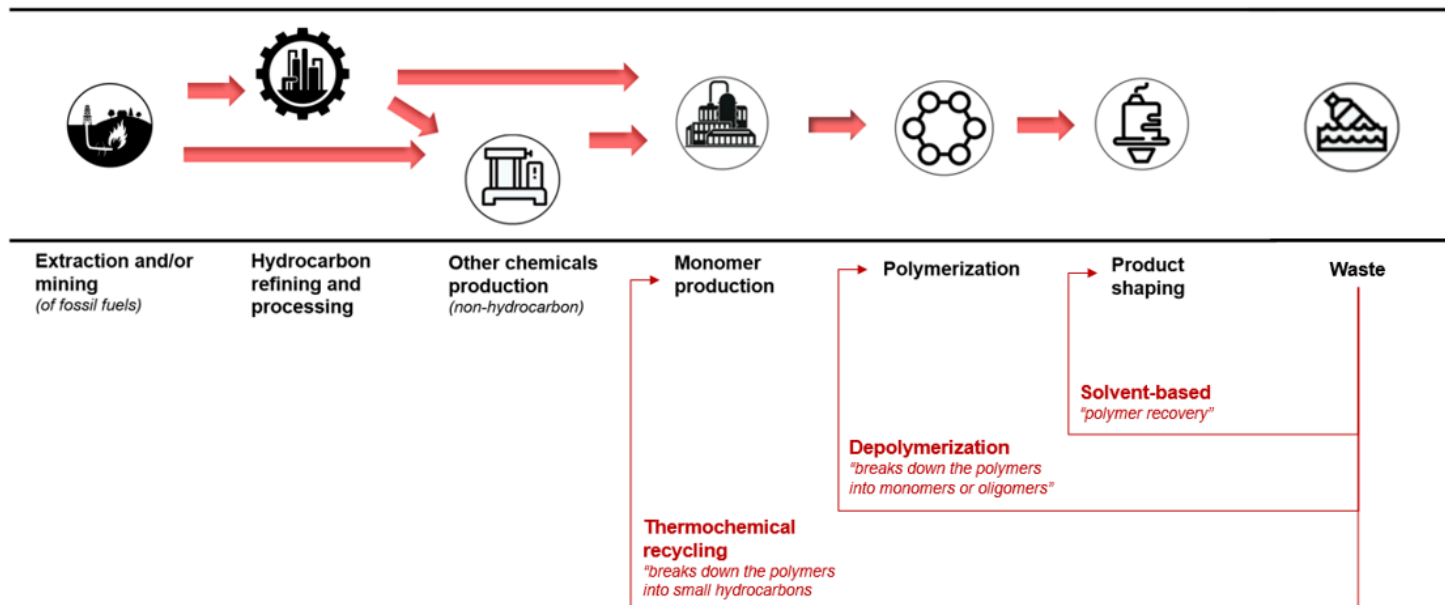 Extraction and/or
mining
(of fossil fuels)
Hydrocarbon
refining and
processing
Other chemicals
production
(non-hydrocarbon)
Monomer
production
Polymerization
Product
shaping
Waste
Solvent-based
"polymer recovery"
Depolymerization
"breaks down the polymers
into monomers or oligomers"
Thermochemical
recycling
"breaks down the polymers
into small hydrocarbons